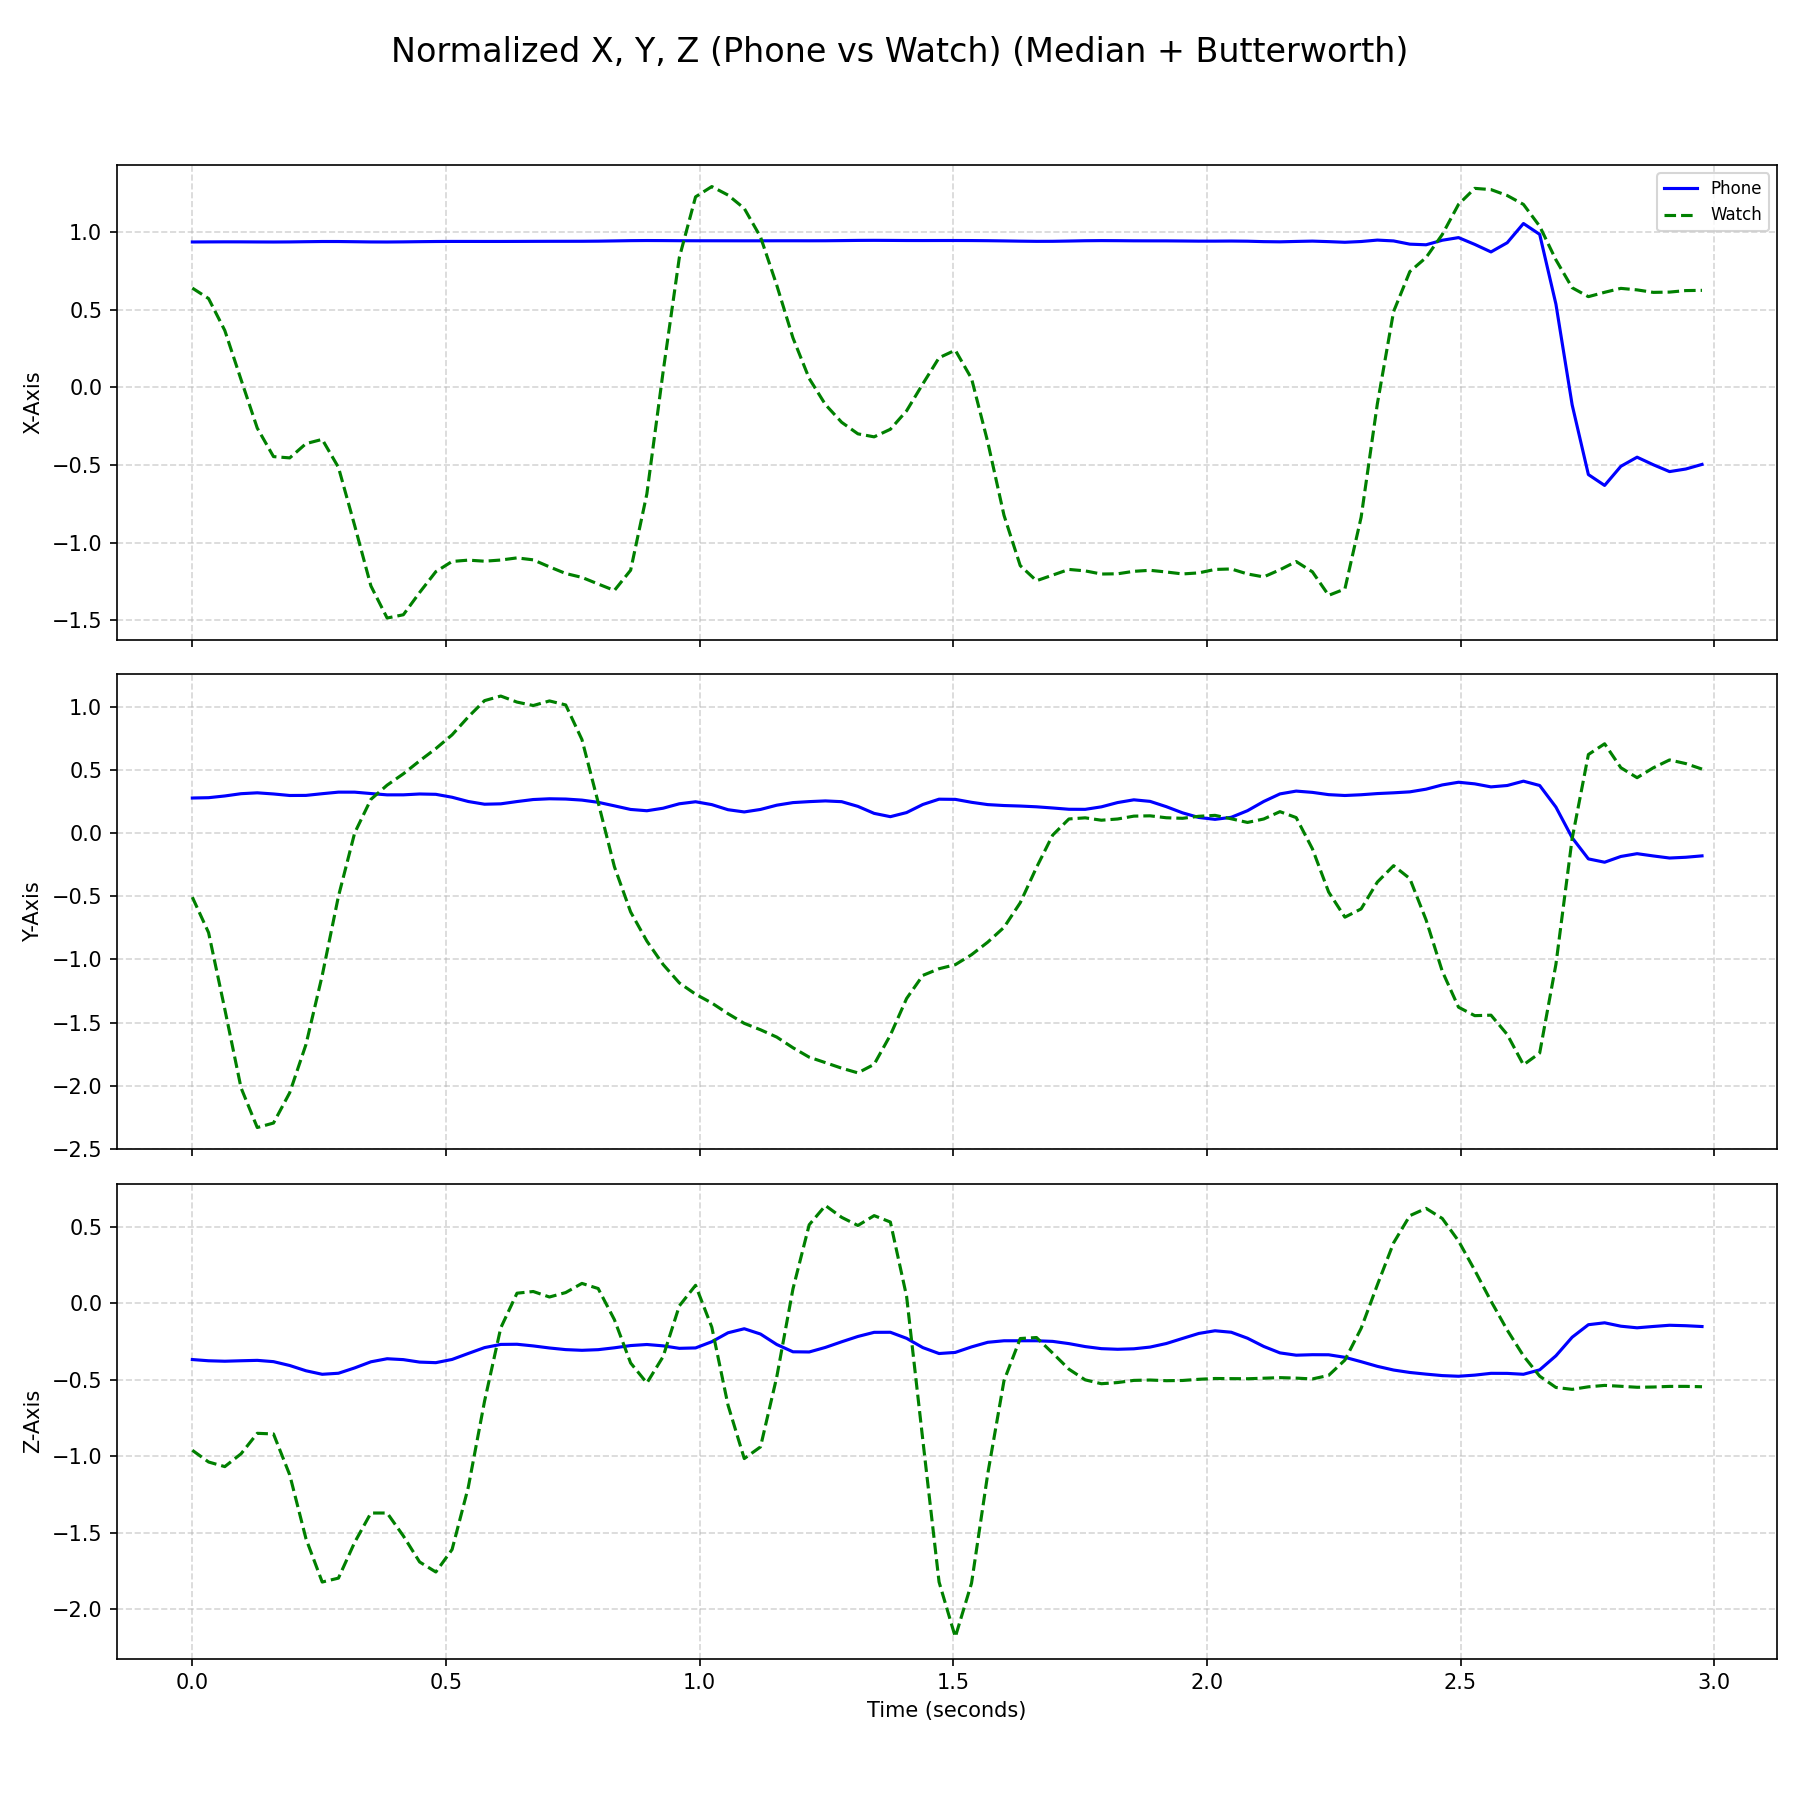 Normalized X, Y, Z (Phone vs Watch) (Median + Butterworth)
Phone
Watch
X-Axis
1.0
0.5
0.0
−0.5
−1.0
−1.5
Y-Axis
1.0
0.5
0.0
−0.5
−1.0
−1.5
−2.0
−2.5
Z-Axis
0.5
0.0
−0.5
−1.0
−1.5
−2.0
0.0 0.5 1.0 1.5 2.0 2.5 3.0
Time (seconds)